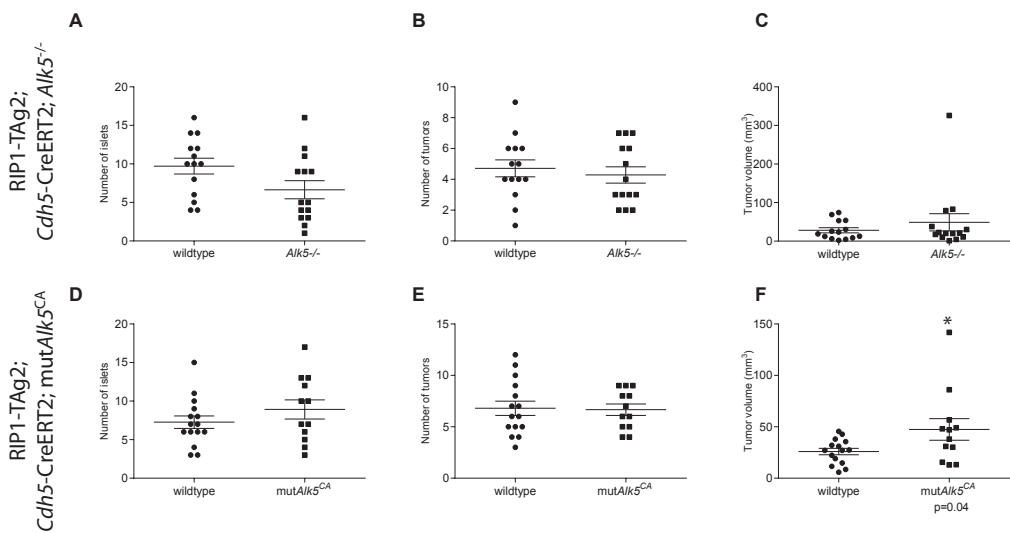 RIP1-TAg2;
Cdh5-CreERT2; Alk5-/-
A
Number of islets
20
15
10
5
0
wildtype
Alk5-/-
B
Number of tumors
10
8
6
4
2
0
wildtype
Alk5-/-
C
Tumor volume (mm3)
400
300
200
100
0
wildtype
Alk5-/-
RIP1-TAg2;
Cdh5-CreERT2; mutAlk5CA
D
Number of islets
20
15
10
5
0
wildtype
mutAlk5CA
E
Number of tumors
15
10
5
0
wildtype
mutAlk5CA
F
Tumor volume (mm3)
150
100
50
0
*
wildtype
mutAlk5CA
p=0.04